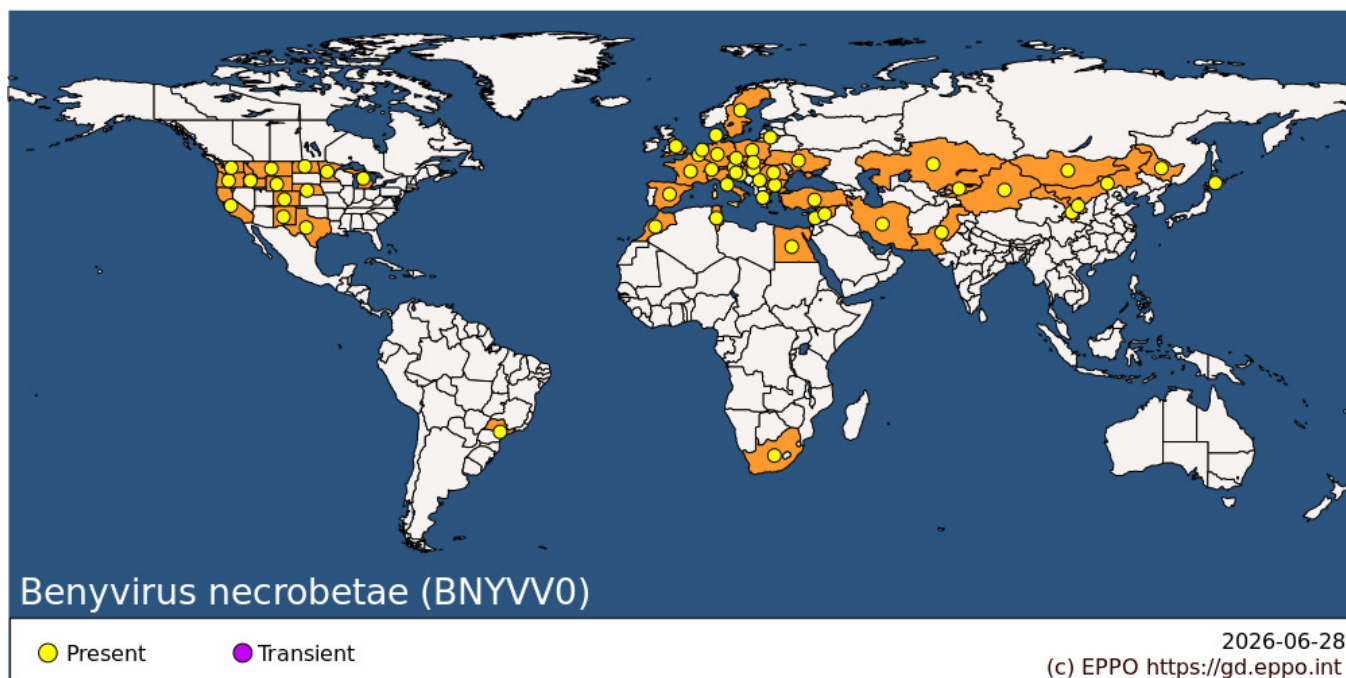 Benyvirus necrobetae (BNYVV0)
Present
Transient
2026-06-28
(c) EPPO https://gd.eppo.int